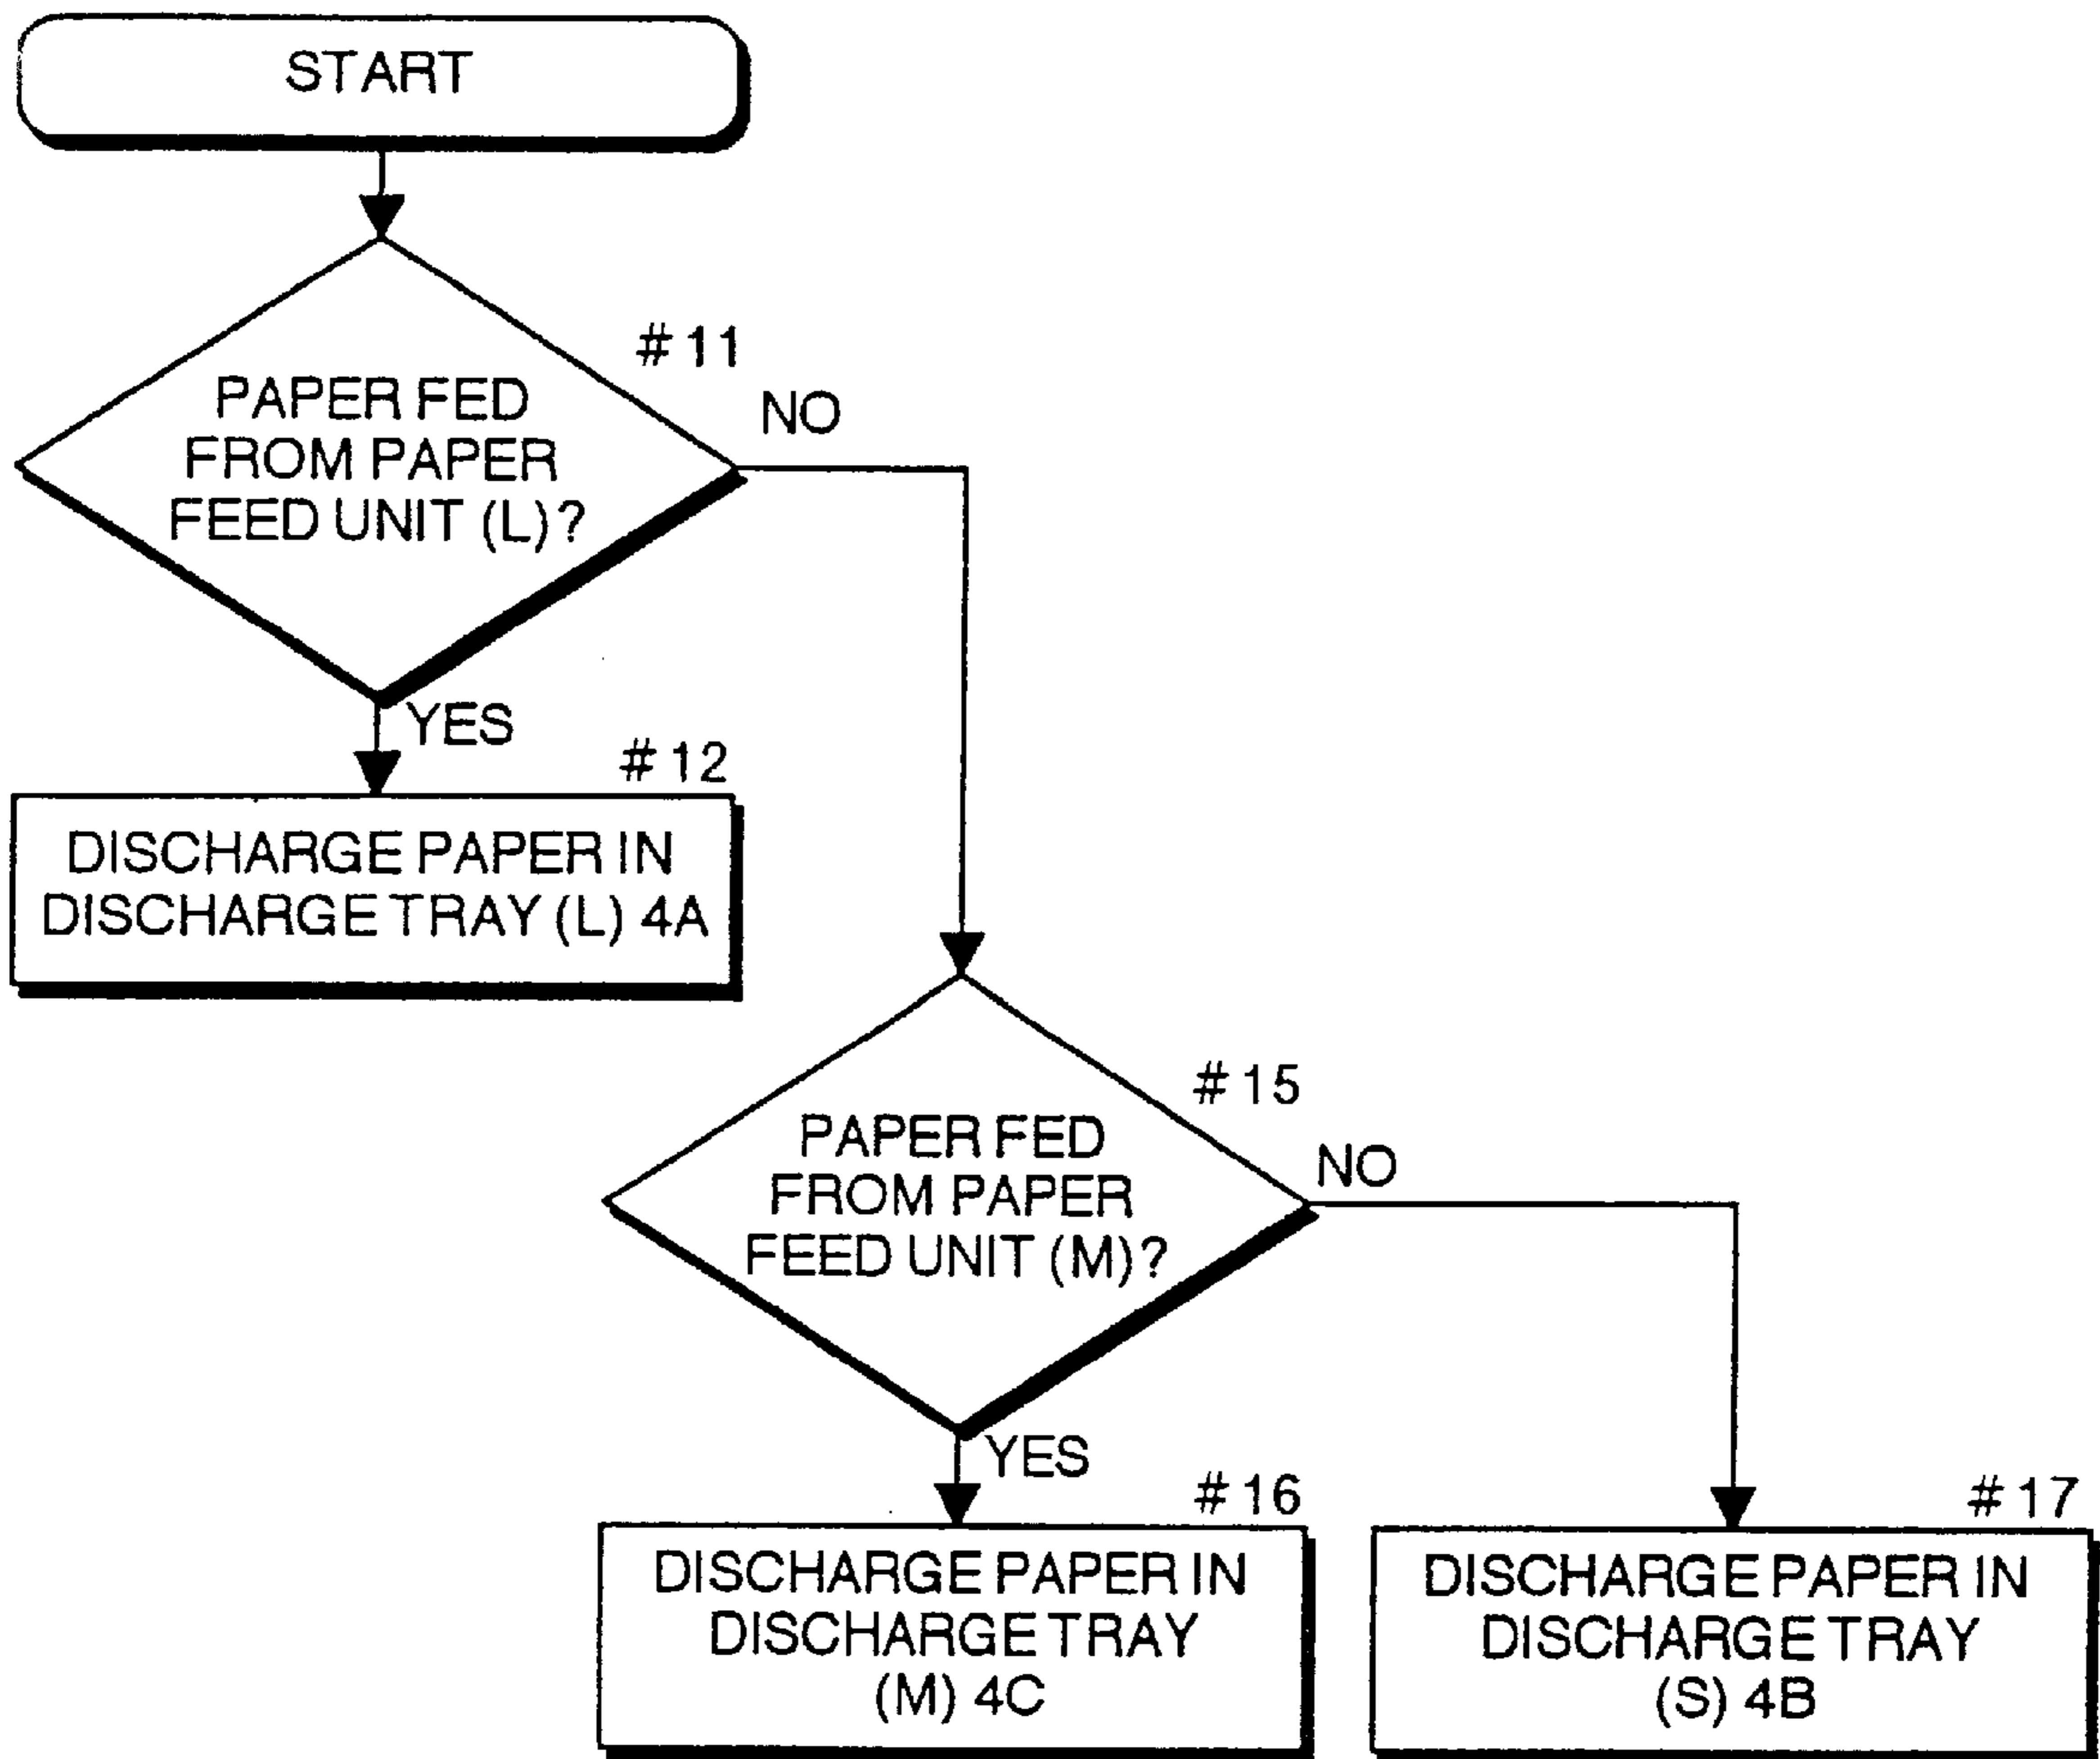 START
# 11
PAPER FED
FROM PAPER
FEED UNIT (L)?
NO
YES
# 12
DISCHARGE PAPER IN
DISCHARGE TRAY (L) 4A
# 15
PAPER FED
FROM PAPER
FEED UNIT (M)?
NO
YES
# 16
DISCHARGE PAPER IN
DISCHARGE TRAY
(M) 4C
# 17
DISCHARGE PAPER IN
DISCHARGE TRAY
(S) 4B